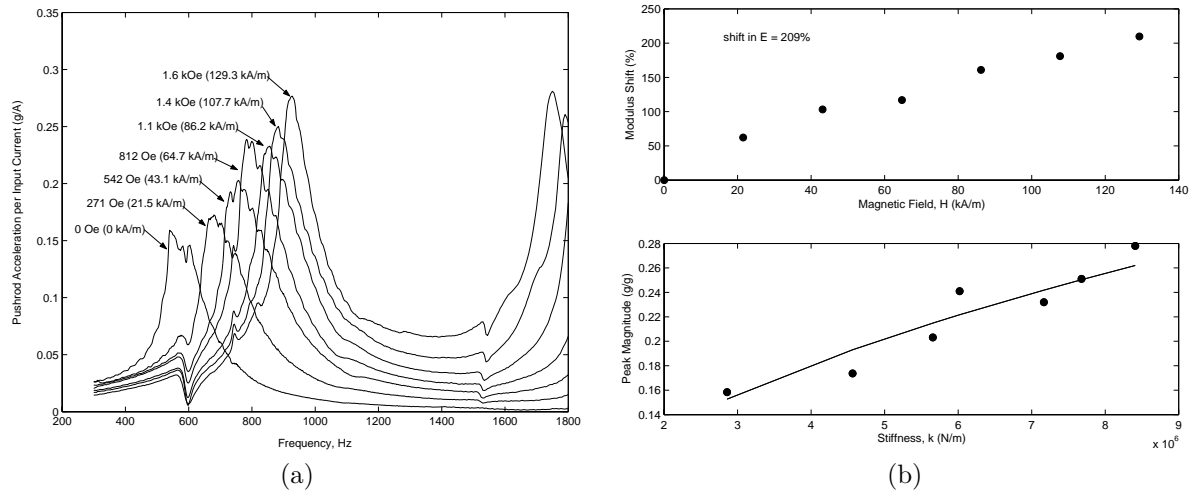 0.35
0.3
0.25
0.2
0.15
0.1
0.05
0
Pushrod Acceleration per Input Current (g/A)
1.6 kOe (129.3 kA/m)
1.4 kOe (107.7 kA/m)
1.1 kOe (86.2 kA/m)
812 Oe (64.7 kA/m)
542 Oe (43.1 kA/m)
271 Oe (21.5 kA/m)
0 Oe (0 kA/m)
200 400 600 800 1000 1200 1400 1600 1800
Frequency, Hz
(a)
250
200
150
100
50
0
Modulus Shift (%)
shift in E = 209%
0 20 40 60 80 100 120 140
Magnetic Field, H (kA/m)
0.28
0.26
0.24
0.22
0.2
0.18
0.16
0.14
Peak Magnitude (g/g)
2 3 4 5 6 7 8 9
Stiffness, k (N/m)
x 10⁶
(b)